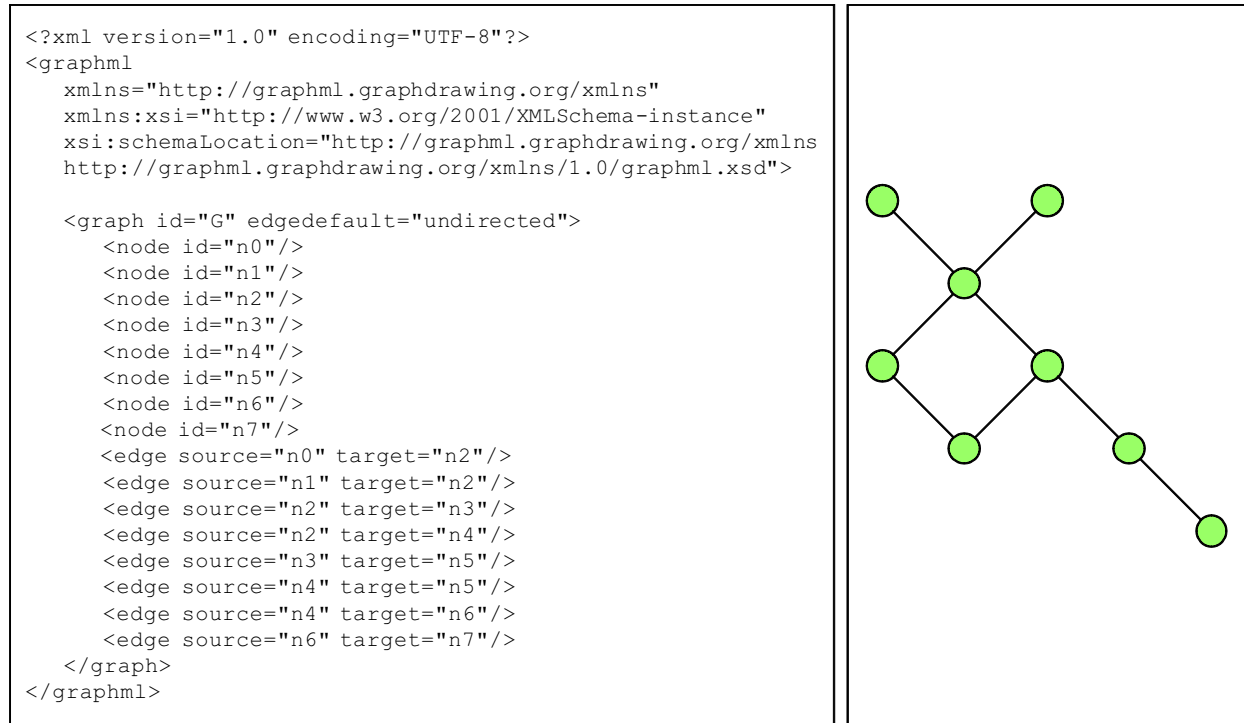 <?xml version="1.0" encoding="UTF-8"?>
<graphml
xmlns="http://graphml.graphdrawing.org/xmlns"
xmlns:xsi="http://www.w3.org/2001/XMLSchema-instance"
xsi:schemaLocation="http://graphml.graphdrawing.org/xmlns
http://graphml.graphdrawing.org/xmlns/1.0/graphml.xsd">
<graph id="G" edgedefault="undirected">
<node id="n0"/>
<node id="n1"/>
<node id="n2"/>
<node id="n3"/>
<node id="n4"/>
<node id="n5"/>
<node id="n6"/>
<node id="n7"/>
<edge source="n0" target="n2"/>
<edge source="n1" target="n2"/>
<edge source="n2" target="n3"/>
<edge source="n2" target="n4"/>
<edge source="n3" target="n5"/>
<edge source="n4" target="n5"/>
<edge source="n4" target="n6"/>
<edge source="n6" target="n7"/>
</graph>
</graphml>